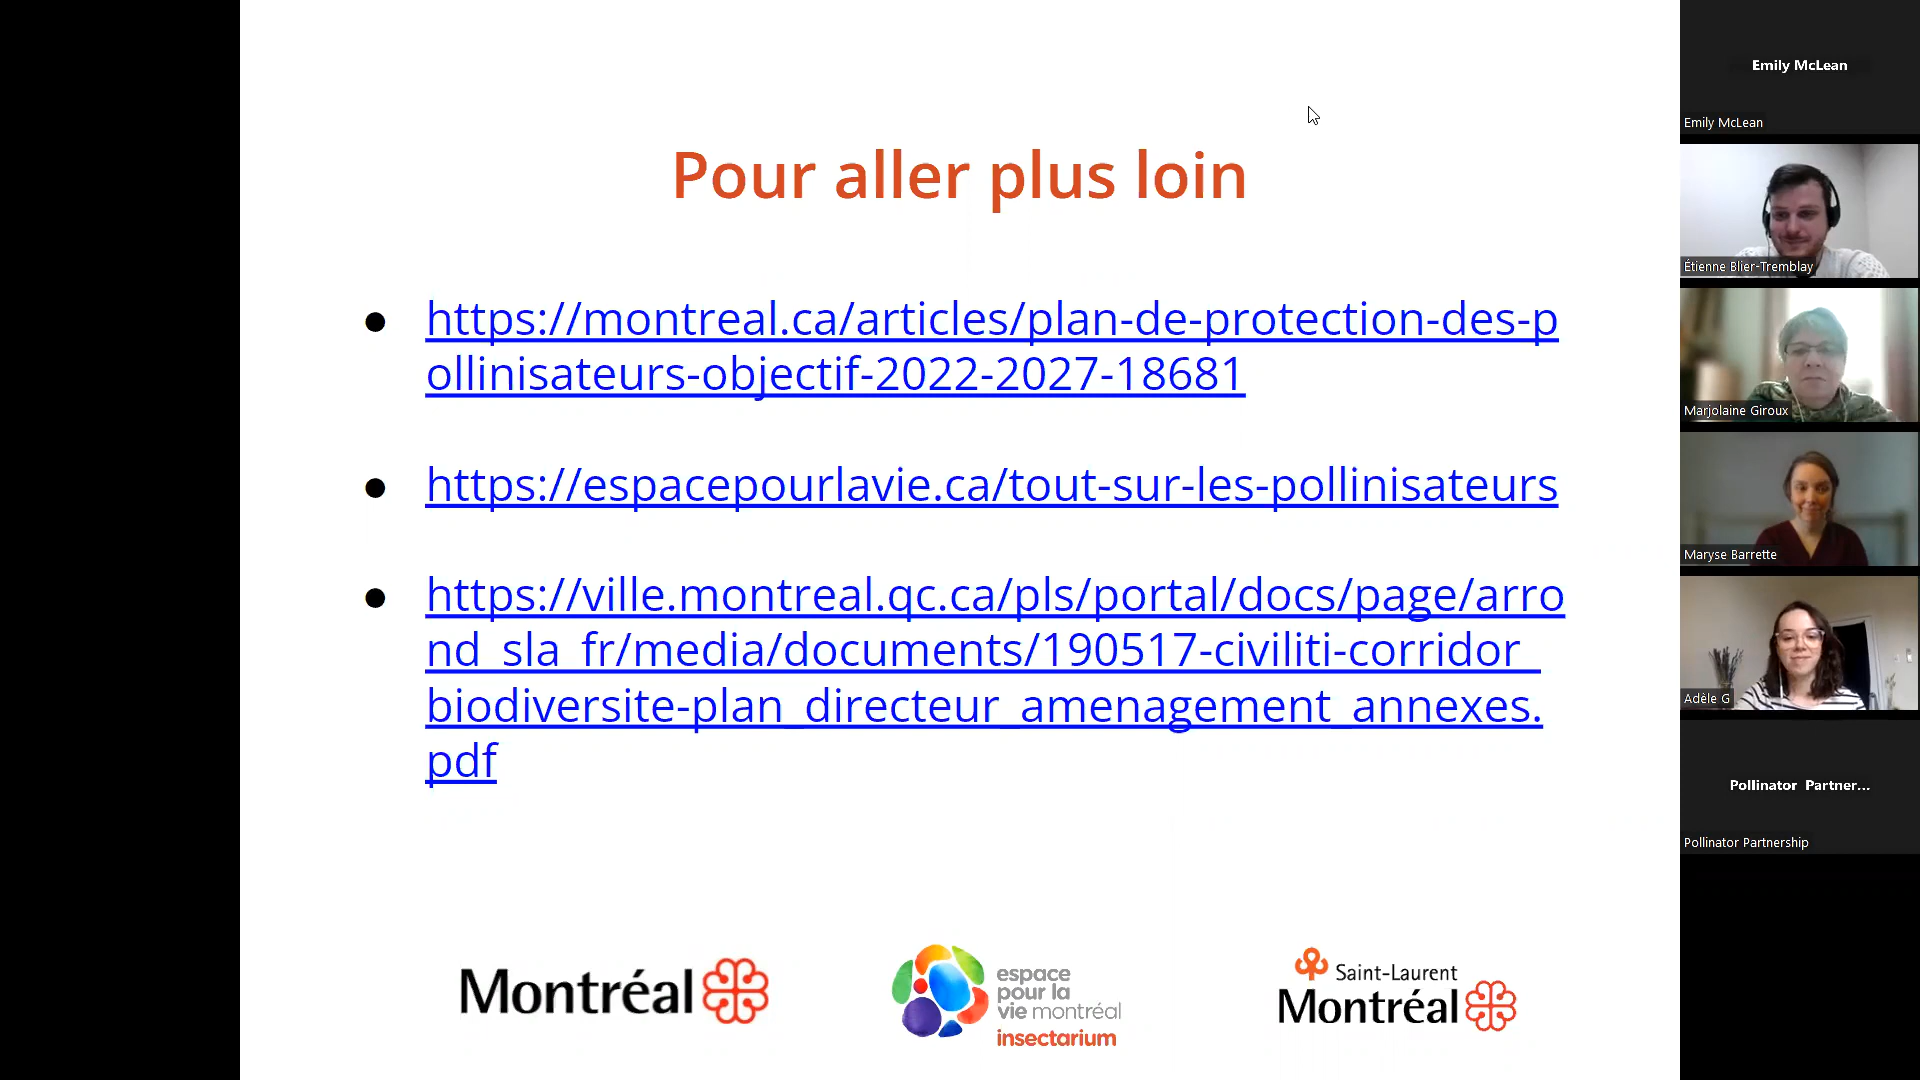 Pour aller plus loin
https://montreal.ca/articles/plan-de-protection-des-p
ollinisateurs-objectif-2022-2027-18681
https://espacepourlavie.ca/tout-sur-les-pollinisateurs
https://ville.montreal.qc.ca/pls/portal/docs/page/arro
nd_sla_fr/media/documents/190517-civiliti-corridor_
biodiversite-plan_directeur_amenagement_annexes.
pdf
Montréal
espace
pour la
vie montréal
insectarium
Saint-Laurent
Montréal
Emily McLean
Emily McLean
Étienne Blier-Tremblay
Marjolaine Giroux
Maryse Barrette
Adèle G
Pollinator Partner...
Pollinator Partnership